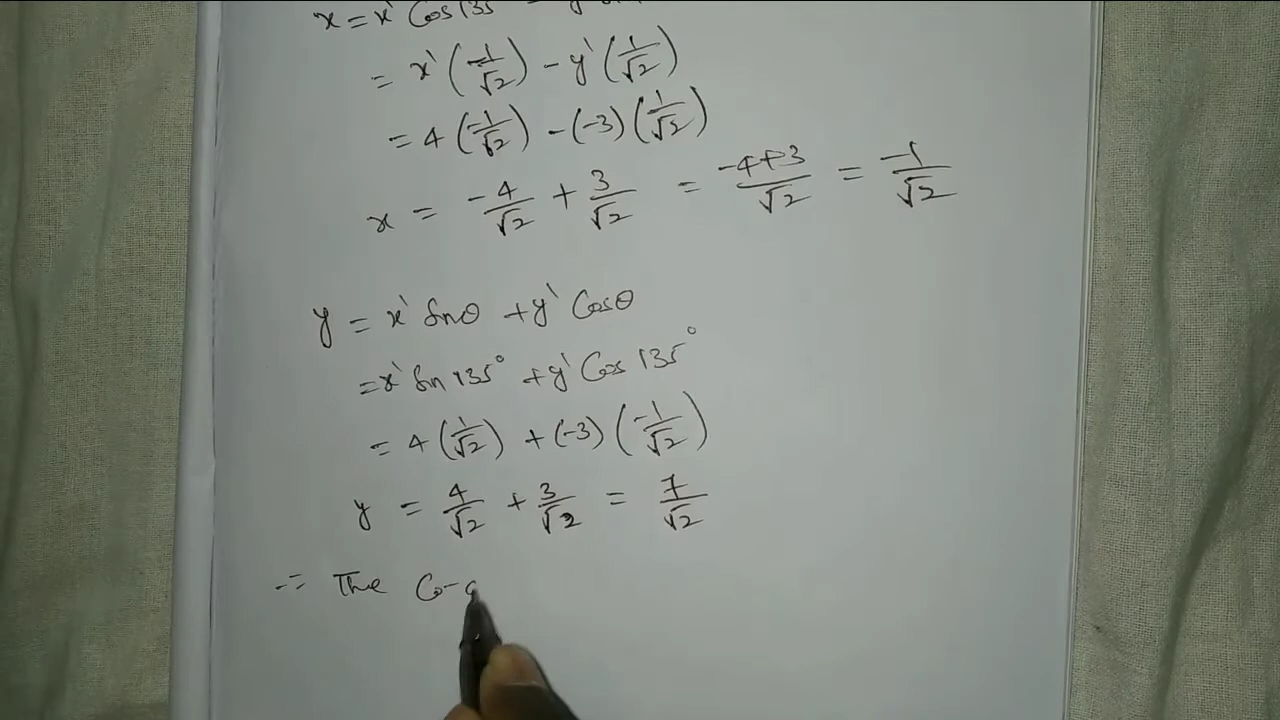 x = x' Cos 135
= x' (-1/√2) - y' (1/√2)
= 4 (-1/√2) - (-3) (1/√2)
x = -4/√2 + 3/√2 = -4+3/√2 = -1/√2
y = x' Sinθ + y' Cosθ
= x' Sin 135° + y' Cos 135°
= 4 (1/√2) + (-3) (-1/√2)
y = 4/√2 + 3/√2 = 7/√2
∴ The Co-o